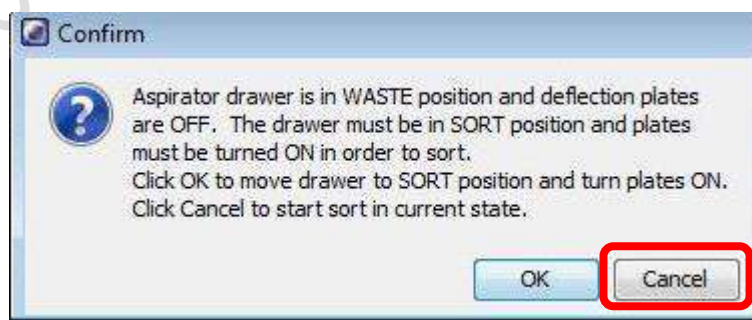 Confirm
Aspirator drawer is in WASTE position and deflection plates
are OFF. The drawer must be in SORT position and plates
must be turned ON in order to sort.
Click OK to move drawer to SORT position and turn plates ON.
Click Cancel to start sort in current state.
OK Cancel